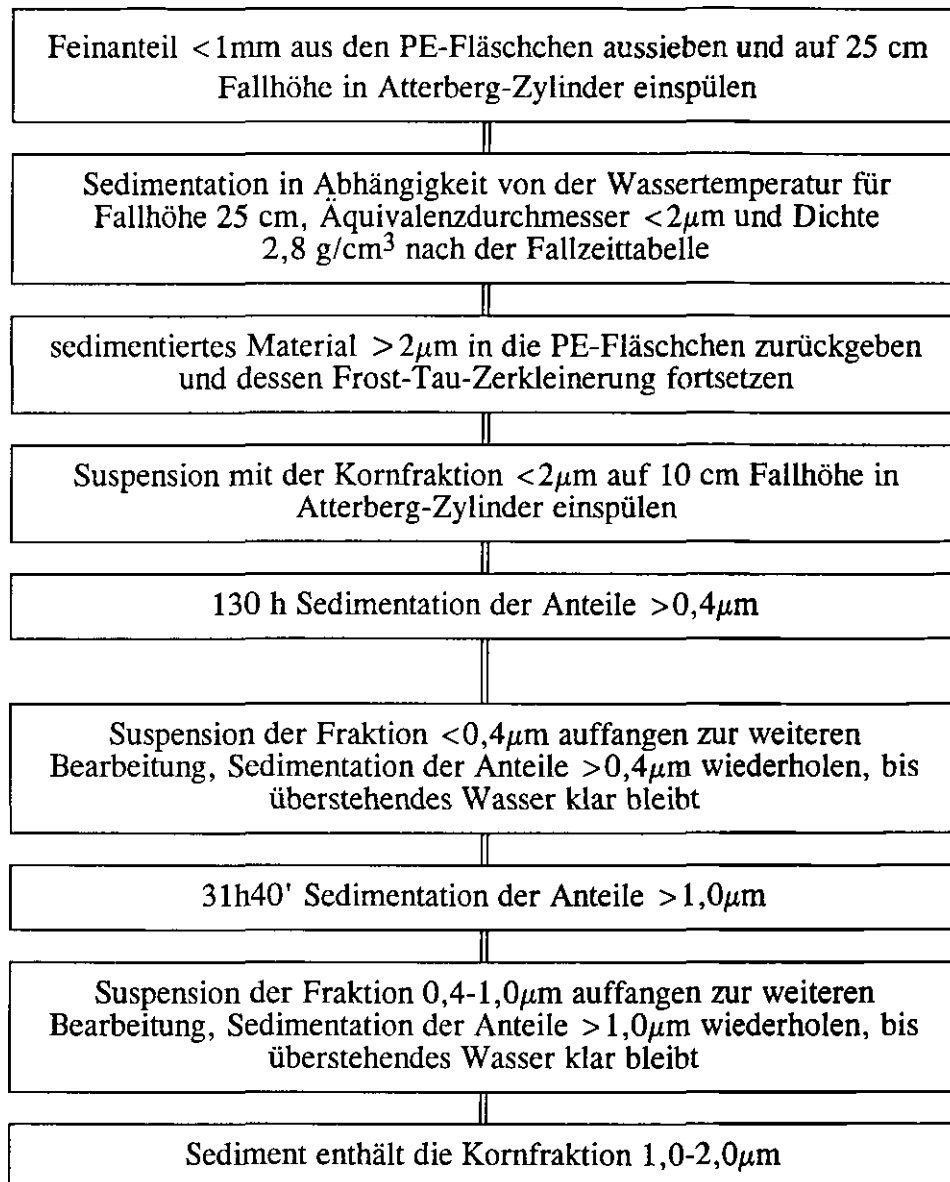 Feinanteil <1mm aus den PE-Fläschchen aussieben und auf 25 cm
Fallhöhe in Atterberg-Zylinder einspülen
Sedimentation in Abhängigkeit von der Wassertemperatur für
Fallhöhe 25 cm, Äquivalenzdurchmesser <2μm und Dichte
2,8 g/cm³ nach der Fallzeittabelle
sedimentiertes Material >2μm in die PE-Fläschchen zurückgeben
und dessen Frost-Tau-Zerkleinerung fortsetzen
Suspension mit der Kornfraktion <2μm auf 10 cm Fallhöhe in
Atterberg-Zylinder einspülen
130 h Sedimentation der Anteile >0,4μm
Suspension der Fraktion <0,4μm auffangen zur weiteren
Bearbeitung, Sedimentation der Anteile >0,4μm wiederholen, bis
überstehendes Wasser klar bleibt
31h40' Sedimentation der Anteile >1,0μm
Suspension der Fraktion 0,4-1,0μm auffangen zur weiteren
Bearbeitung, Sedimentation der Anteile >1,0μm wiederholen, bis
überstehendes Wasser klar bleibt
Sediment enthält die Kornfraktion 1,0-2,0μm